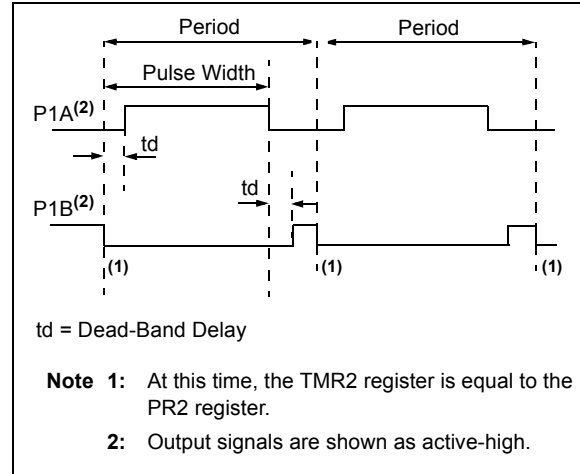 Period Period
Pulse Width
P1A(2)
td
td
P1B(2)
(1) (1) (1)
td = Dead-Band Delay
Note 1: At this time, the TMR2 register is equal to the
PR2 register.
2: Output signals are shown as active-high.